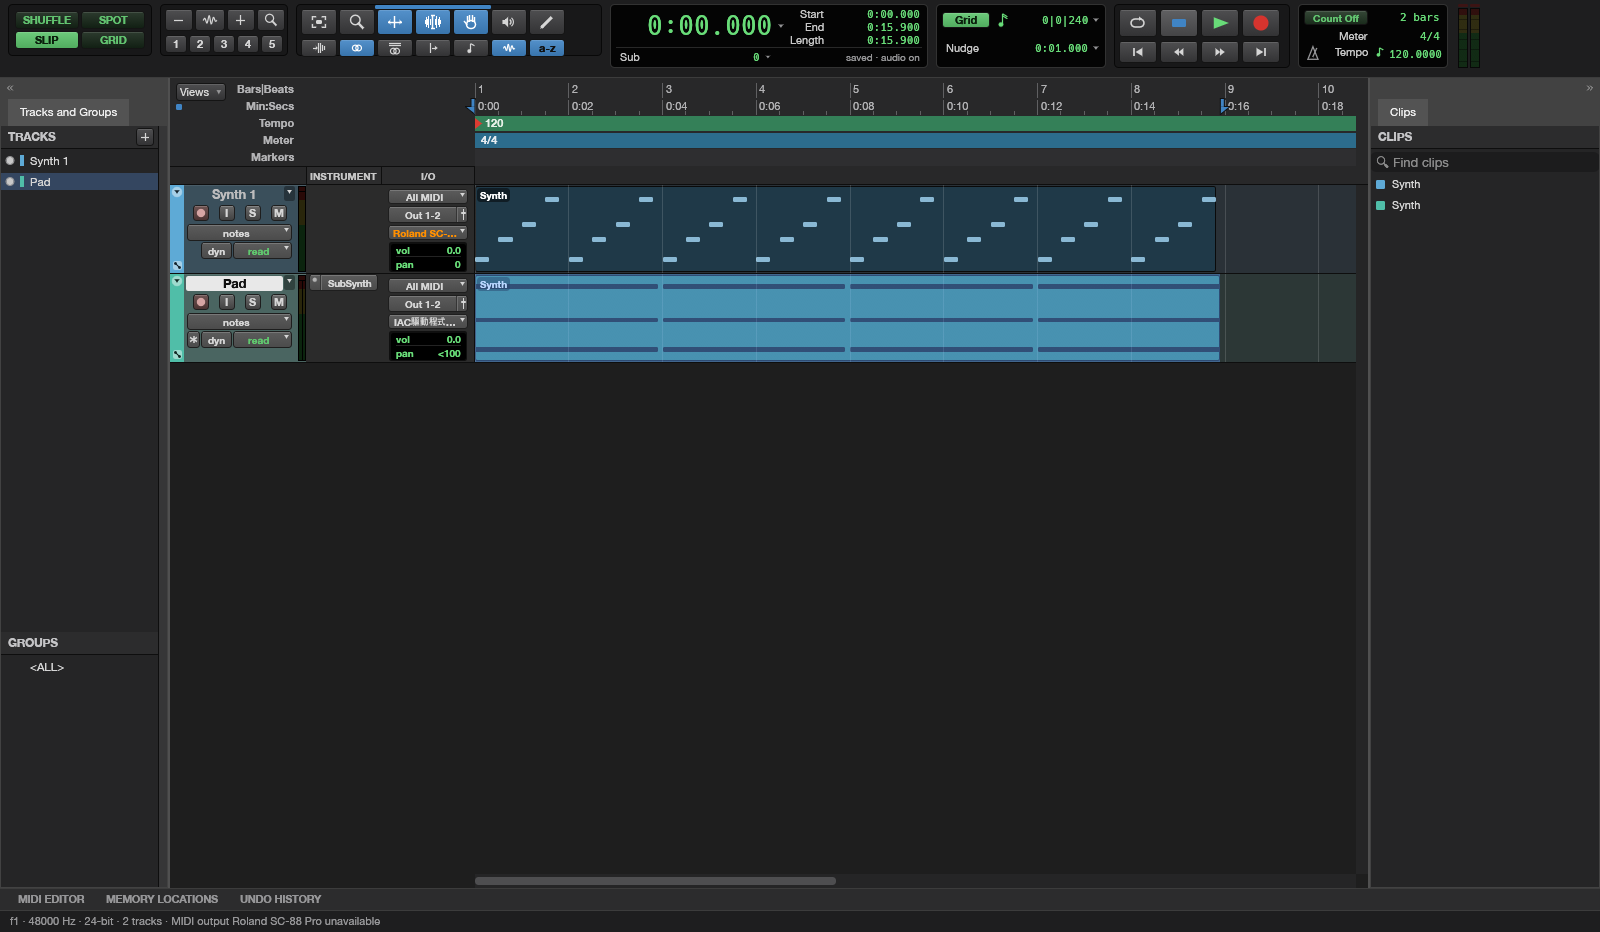 SHUFFLE SPOT
SLIP GRID
1 2 3 4 5
a-z
0:00.000
Start 0:00.000
End 0:15.900
Length 0:15.900
Sub 0
saved · audio on
Grid 0|0|240
Nudge 0:01.000
Count Off 2 bars
Meter 4/4
Tempo 120.0000
Tracks and Groups
TRACKS
Synth 1
Pad
GROUPS
<ALL>
Views
Bars|Beats 1 2 3 4 5 6 7 8 9 10
Min:Secs 0:00 0:02 0:04 0:06 0:08 0:10 0:12 0:14 0:16 0:18
Tempo 120
Meter 4/4
Markers
INSTRUMENT I/O
Synth 1
I S M
notes
dyn read
All MIDI
Out 1-2
Roland SC-...
vol 0.0
pan 0
Synth
Pad
I S M
notes
dyn read
SubSynth
All MIDI
Out 1-2
IAC驅動程式...
vol 0.0
pan <100
Synth
Clips
CLIPS
Find clips
Synth
Synth
MIDI EDITOR MEMORY LOCATIONS UNDO HISTORY
f1 · 48000 Hz · 24-bit · 2 tracks · MIDI output Roland SC-88 Pro unavailable